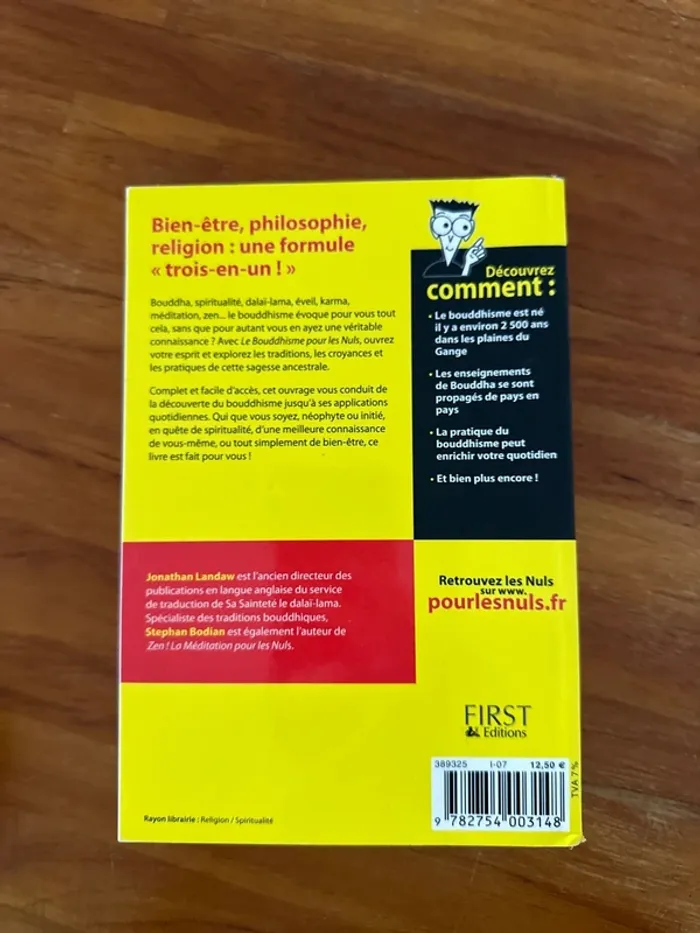 Bien-être, philosophie,
religion : une formule
« trois-en-un ! »
Bouddha, spiritualité, dalaï-lama, éveil, karma,
méditation, zen... le bouddhisme évoque pour vous tout
cela, sans que pour autant vous en ayez une véritable
connaissance ? Avec Le Bouddhisme pour les Nuls, ouvrez
votre esprit et explorez les traditions, les croyances et
les pratiques de cette sagesse ancestrale.
Complet et facile d'accès, cet ouvrage vous conduit de
la découverte du bouddhisme jusqu'à ses applications
quotidiennes. Qui que vous soyez, néophyte ou initié,
en quête de spiritualité, d'une meilleure connaissance
de vous-même, ou tout simplement de bien-être, ce
livre est fait pour vous !
Découvrez
comment :
• Le bouddhisme est né
il y a environ 2 500 ans
dans les plaines du
Gange
• Les enseignements
de Bouddha se sont
propagés de pays en
pays
• La pratique du
bouddhisme peut
enrichir votre quotidien
• Et bien plus encore !
Jonathan Landaw est l'ancien directeur des
publications en langue anglaise du service
de traduction de Sa Sainteté le dalaï-lama.
Spécialiste des traditions bouddhiques,
Stephan Bodian est également l'auteur de
Zen ! La Méditation pour les Nuls.
Retrouvez les Nuls
sur www.
pourlesnuls.fr
FIRST
& Editions
389325 I-07 12,50 €
TVA 7%
9 782754 003148
Rayon librairie : Religion / Spiritualité